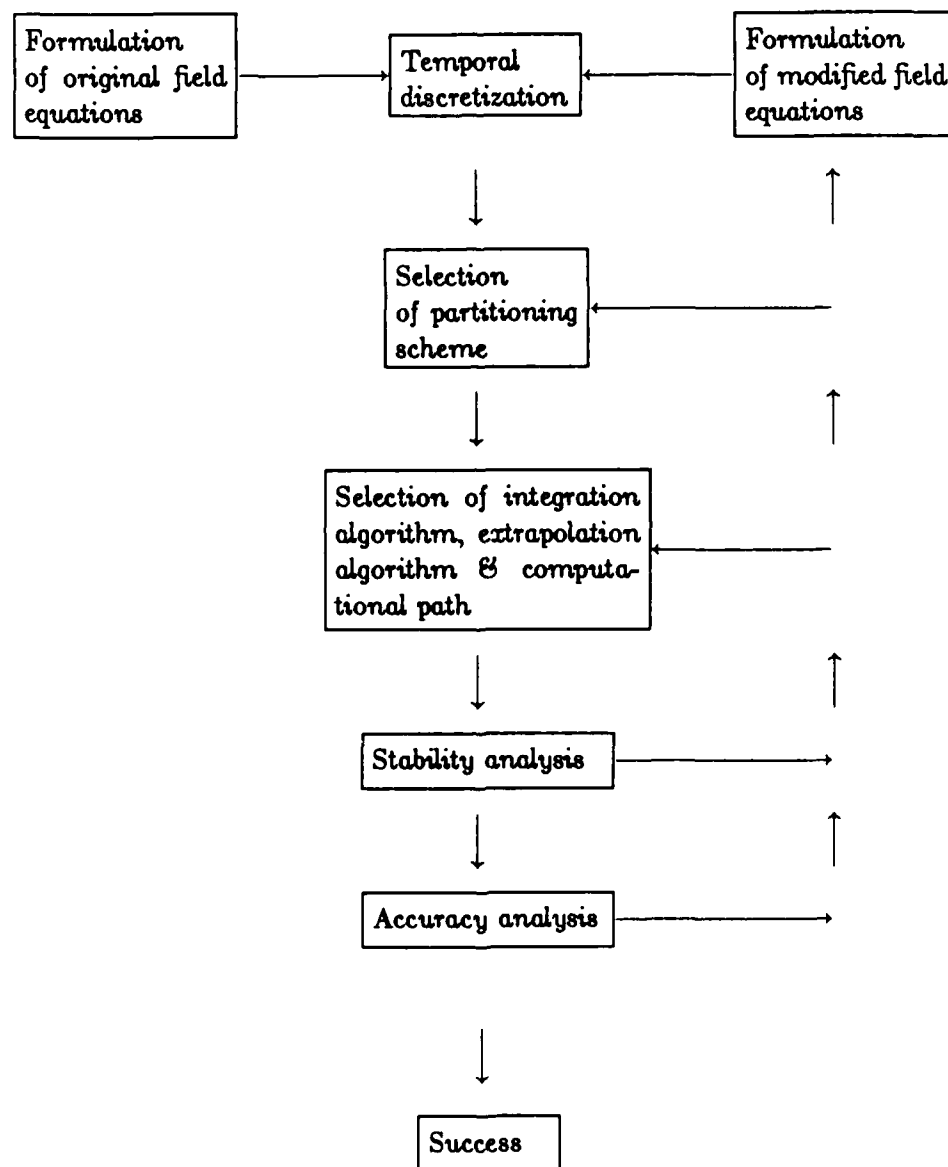 Formulation
of original field
equations
Temporal
discretization
Formulation
of modified field
equations
Selection
of partitioning
scheme
Selection of integration
algorithm, extrapolation
algorithm & computa-
tional path
Stability analysis
Accuracy analysis
Success